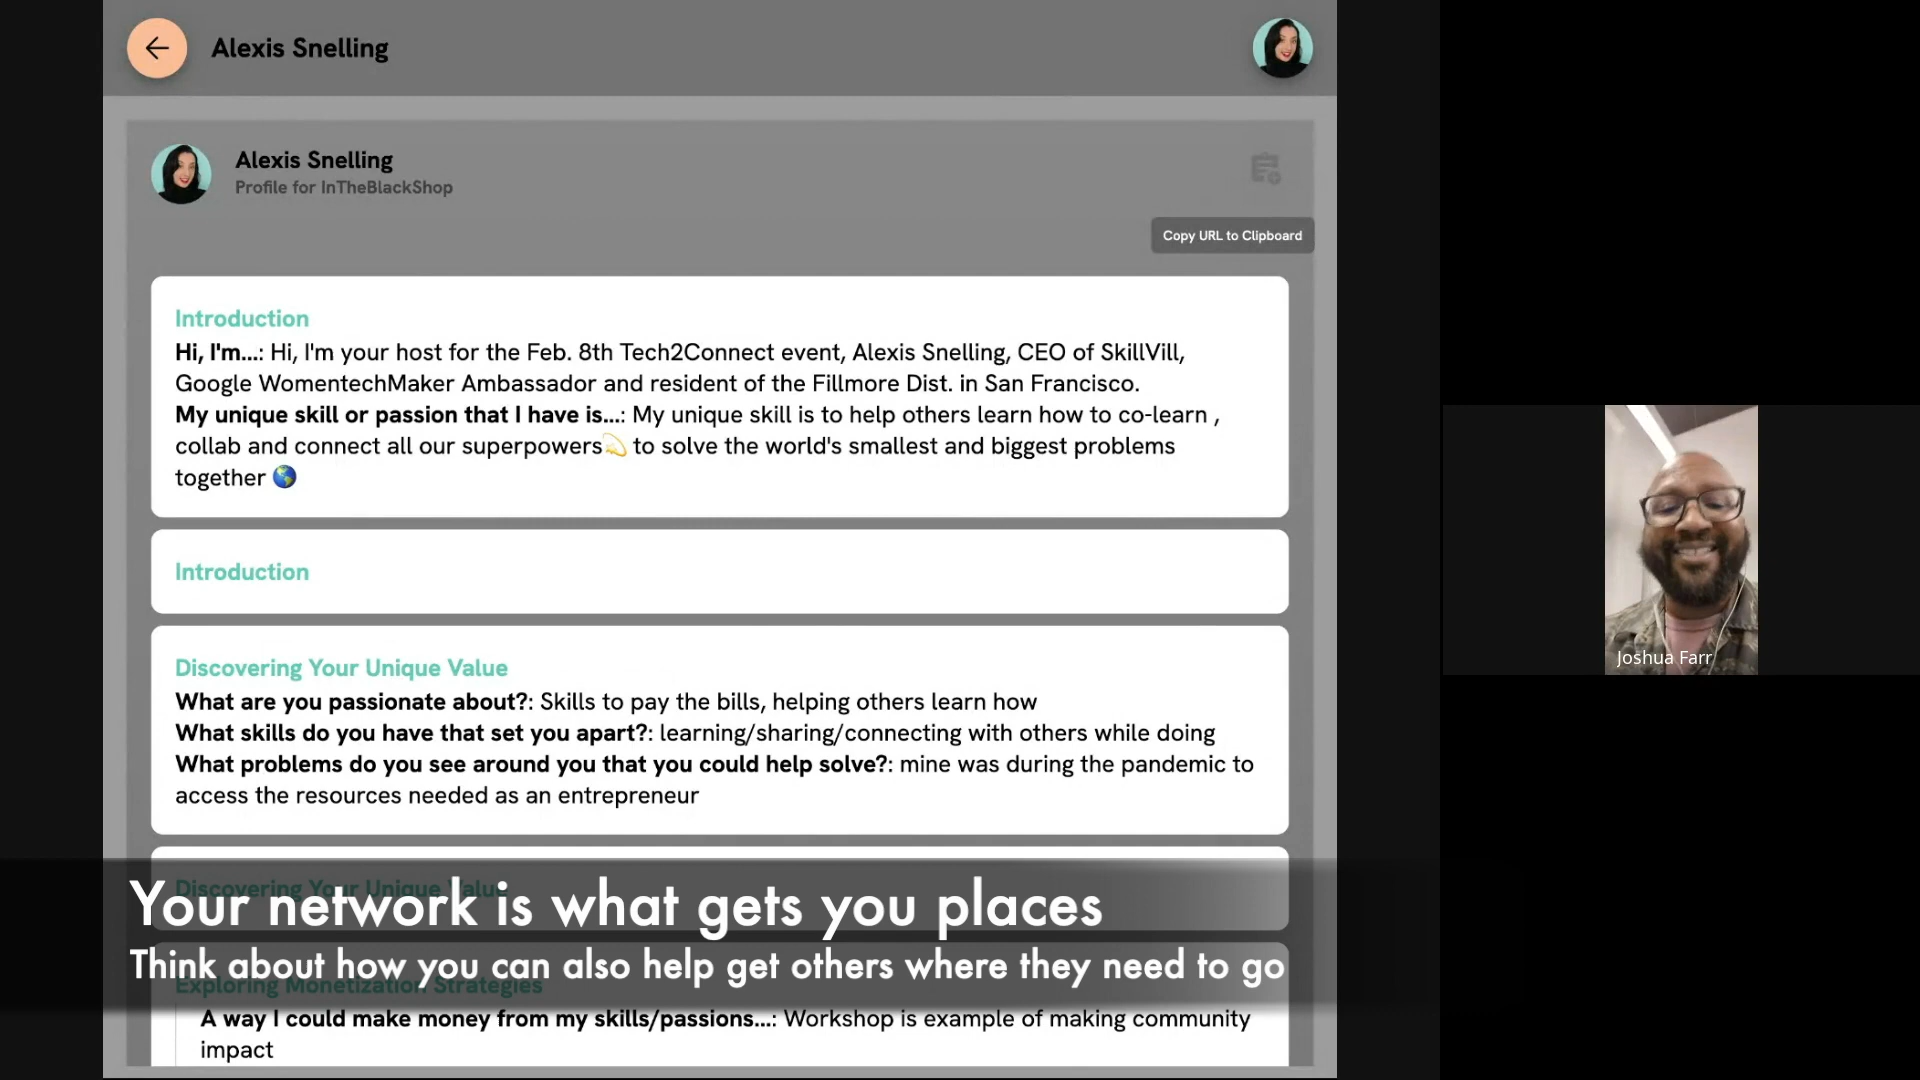 Alexis Snelling
Alexis Snelling
Profile for InTheBlackShop
Copy URL to Clipboard
Introduction
Hi, I'm...: Hi, I'm your host for the Feb. 8th Tech2Connect event, Alexis Snelling, CEO of SkillVill,
Google WomentechMaker Ambassador and resident of the Fillmore Dist. in San Francisco.
My unique skill or passion that I have is...: My unique skill is to help others learn how to co-learn ,
collab and connect all our superpowers💫 to solve the world's smallest and biggest problems
together 🌎
Introduction
Discovering Your Unique Value
What are you passionate about?: Skills to pay the bills, helping others learn how
What skills do you have that set you apart?: learning/sharing/connecting with others while doing
What problems do you see around you that you could help solve?: mine was during the pandemic to
access the resources needed as an entrepreneur
Discovering Your Unique Value
Your network is what gets you places
Think about how you can also help get others where they need to go
Exploring Monetization Strategies
A way I could make money from my skills/passions...: Workshop is example of making community
impact
Joshua Farr